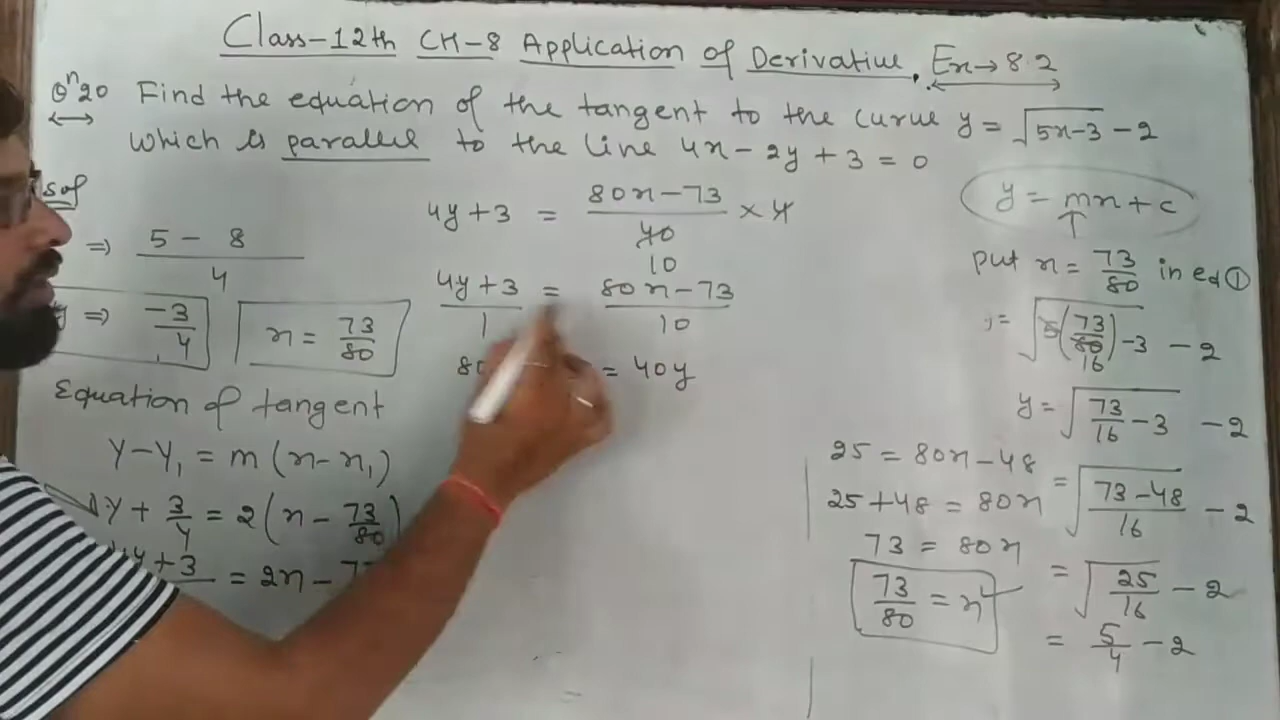 Class-12th CH-8 Application of Derivative, Ex→8.2
Qⁿ20 Find the equation of the tangent to the curve y = √(5x-3) - 2
which is parallel to the line 4x - 2y + 3 = 0
sol
⇒ (5 - 8)/4
y ⇒ -3/4
x = 73/80
Equation of tangent
Y-Y₁ = m(x-x₁)
y + 3/4 = 2(x - 73/80)
+3 = 2x -
4y+3 = (80x-73)/40 × 4
10
(4y+3)/1 = (80x-73)/10
= 40y
y = mx+c
↑
Put x = 73/80 in eq ①
= √(5(73/80)-3) - 2
16
y = √(73/16 - 3) - 2
= √((73-48)/16) - 2
= √(25/16) - 2
= 5/4 - 2
25 = 80x-48
25+48 = 80x
73 = 80x
73/80 = x